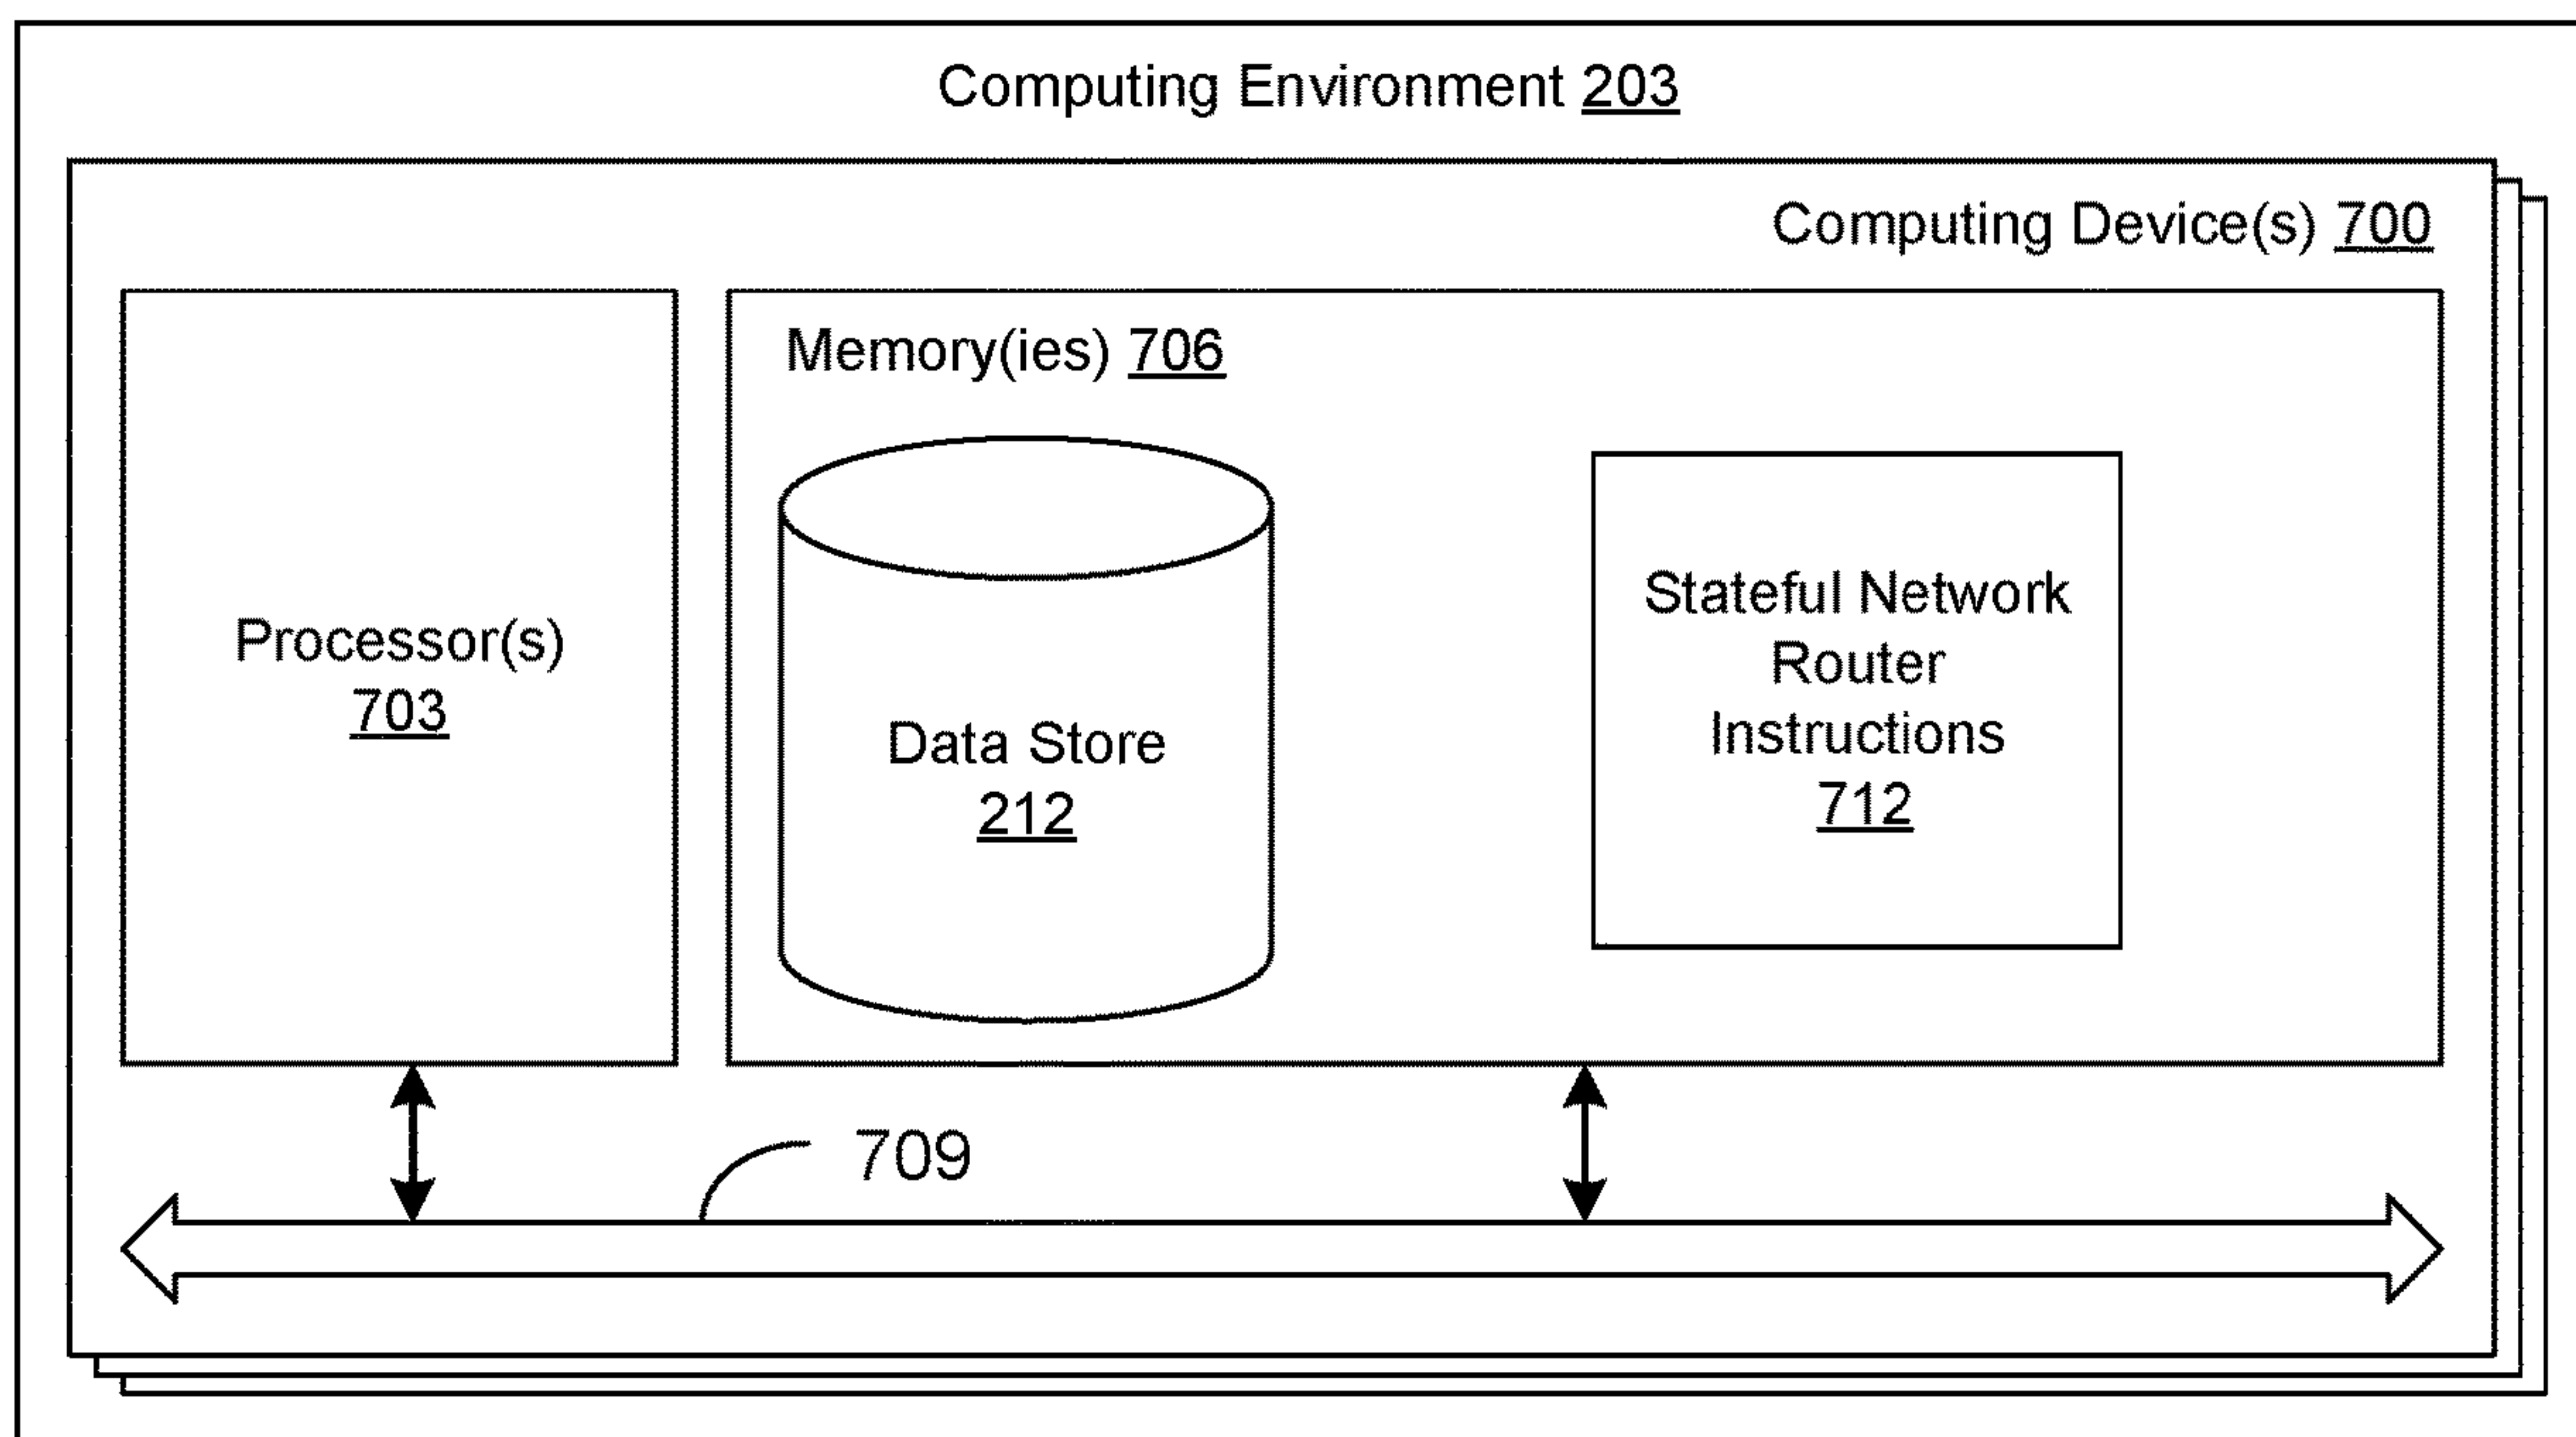 Computing Environment 203
Computing Device(s) 700
Memory(ies) 706
Processor(s)
703
Data Store
212
Stateful Network
Router
Instructions
712
709